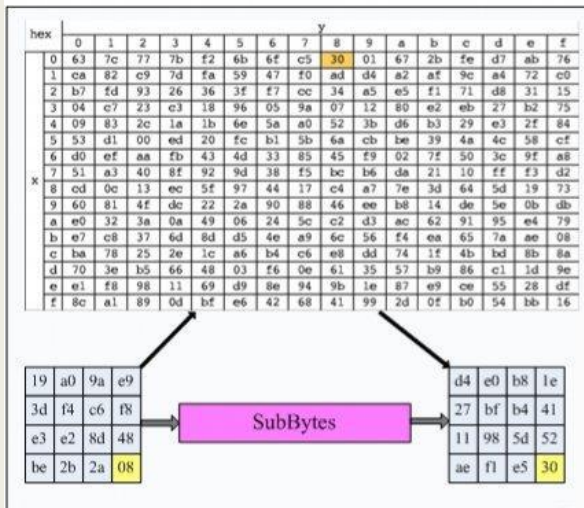 hex y
0 1 2 3 4 5 6 7 8 9 a b c d e f
0 63 7c 77 7b f2 6b 6f c5 30 01 67 2b fe d7 ab 76
1 ca 82 c9 7d fa 59 47 f0 ad d4 a2 af 9c a4 72 c0
2 b7 fd 93 26 36 3f f7 cc 34 a5 e5 f1 71 d8 31 15
3 04 c7 23 c3 18 96 05 9a 07 12 80 e2 eb 27 b2 75
4 09 83 2c 1a 1b 6e 5a a0 52 3b d6 b3 29 e3 2f 84
5 53 d1 00 ed 20 fc b1 5b 6a cb be 39 4a 4c 58 cf
6 d0 ef aa fb 43 4d 33 85 45 f9 02 7f 50 3c 9f a8
x 7 51 a3 40 8f 92 9d 38 f5 bc b6 da 21 10 ff f3 d2
8 cd 0c 13 ec 5f 97 44 17 c4 a7 7e 3d 64 5d 19 73
9 60 81 4f dc 22 2a 90 88 46 ee b8 14 de 5e 0b db
a e0 32 3a 0a 49 06 24 5c c2 d3 ac 62 91 95 e4 79
b e7 c8 37 6d 8d d5 4e a9 6c 56 f4 ea 65 7a ae 08
c ba 78 25 2e 1c a6 b4 c6 e8 dd 74 1f 4b bd 8b 8a
d 70 3e b5 66 48 03 f6 0e 61 35 57 b9 86 c1 1d 9e
e e1 f8 98 11 69 d9 8e 94 9b 1e 87 e9 ce 55 28 df
f 8c a1 89 0d bf e6 42 68 41 99 2d 0f b0 54 bb 16
19 a0 9a e9
3d f4 c6 f8
e3 e2 8d 48
be 2b 2a 08
SubBytes
d4 e0 b8 1e
27 bf b4 41
11 98 5d 52
ae f1 e5 30